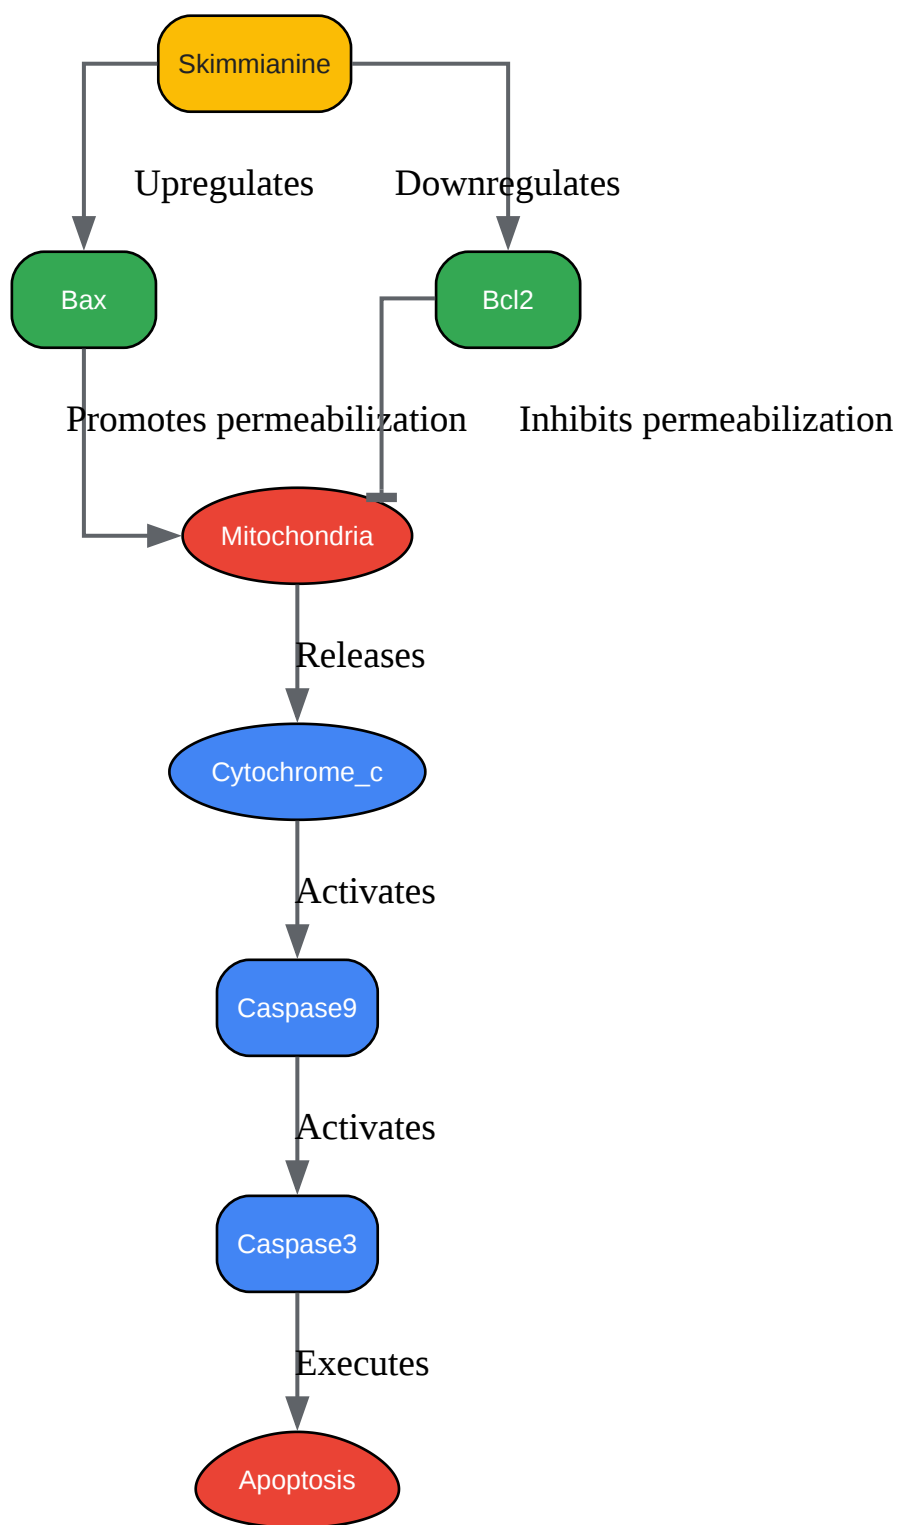 Skimmianine
Upregulates
Downregulates
Bax
Bcl2
Promotes permeabilization
Inhibits permeabilization
Mitochondria
Releases
Cytochrome_c
Activates
Caspase9
Activates
Caspase3
Executes
Apoptosis